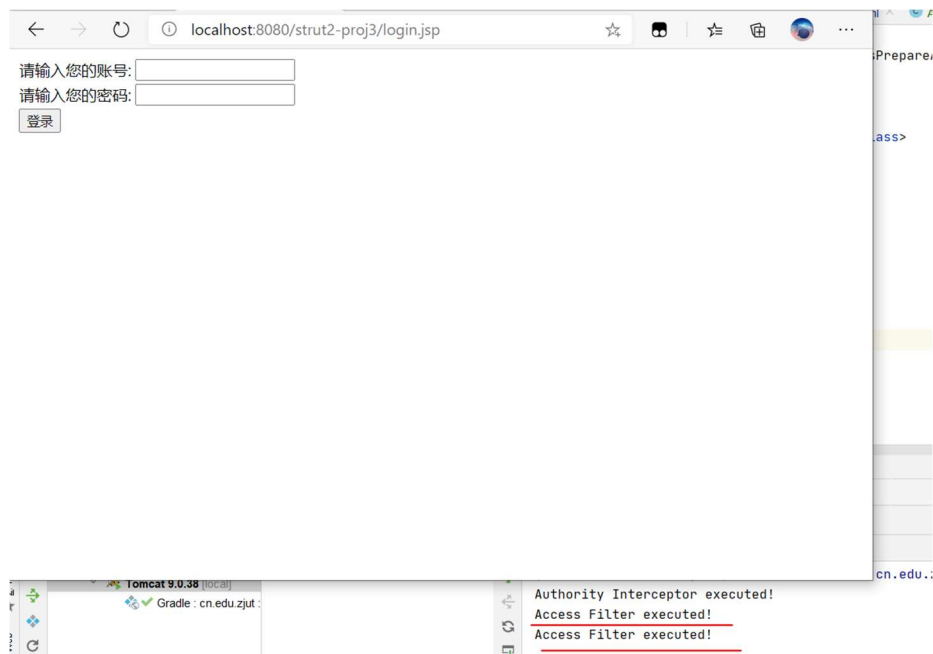 localhost:8080/strut2-proj3/login.jsp
请输入您的账号:
请输入您的密码:
登录
ass>
Tomcat 9.0.38 [local]
Gradle : cn.edu.zjut :
cn.edu.
Authority Interceptor executed!
Access Filter executed!
Access Filter executed!